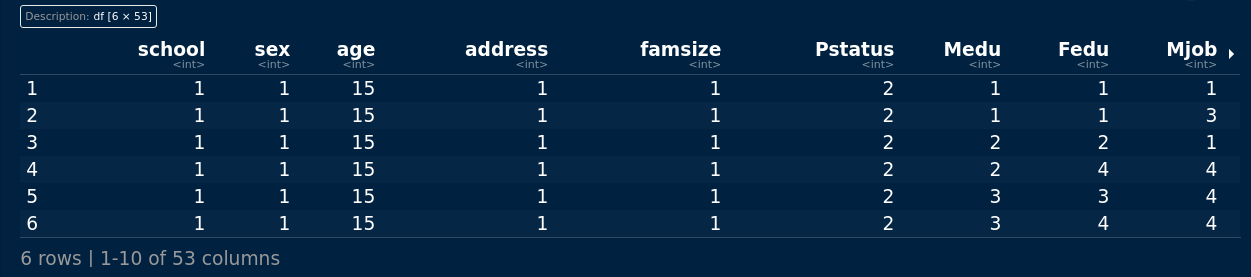 Description: df [6 × 53]
school sex age address famsize Pstatus Medu Fedu Mjob
<int> <int> <int> <int> <int> <int> <int> <int> <int>
1 1 1 15 1 1 2 1 1 1
2 1 1 15 1 1 2 1 1 3
3 1 1 15 1 1 2 2 2 1
4 1 1 15 1 1 2 2 4 4
5 1 1 15 1 1 2 3 3 4
6 1 1 15 1 1 2 3 4 4
6 rows | 1-10 of 53 columns